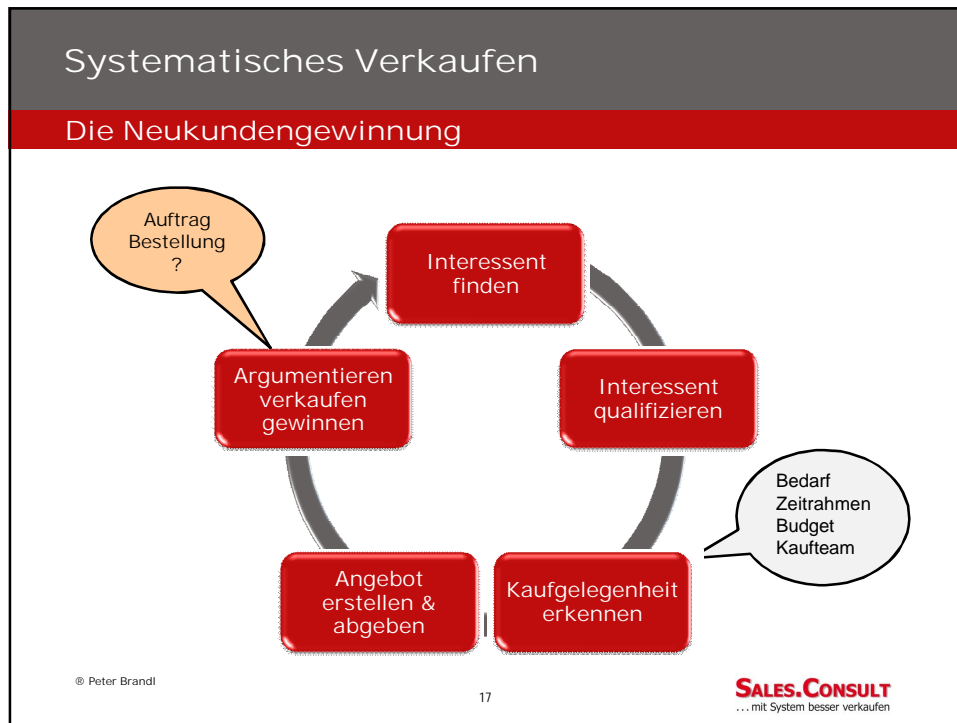 Systematisches Verkaufen
Die Neukundengewinnung
Auftrag
Bestellung
?
Interessent
finden
Interessent
qualifizieren
Bedarf
Zeitrahmen
Budget
Kaufteam
Kaufgelegenheit
erkennen
Angebot
erstellen &
abgeben
Argumentieren
verkaufen
gewinnen
® Peter Brandl
17
SALES.CONSULT
...mit System besser verkaufen